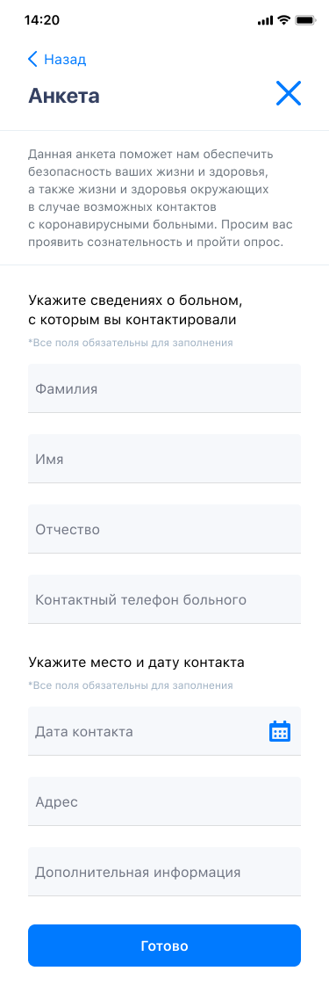 14:20
Назад
Анкета
Данная анкета поможет нам обеспечить
безопасность ваших жизни и здоровья,
а также жизни и здоровья окружающих
в случае возможных контактов
с коронавирусными больными. Просим вас
проявить сознательность и пройти опрос.
Укажите сведениях о больном,
с которым вы контактировали
*Все поля обязательны для заполнения
Фамилия
Имя
Отчество
Контактный телефон больного
Укажите место и дату контакта
*Все поля обязательны для заполнения
Дата контакта
Адрес
Дополнительная информация
Готово